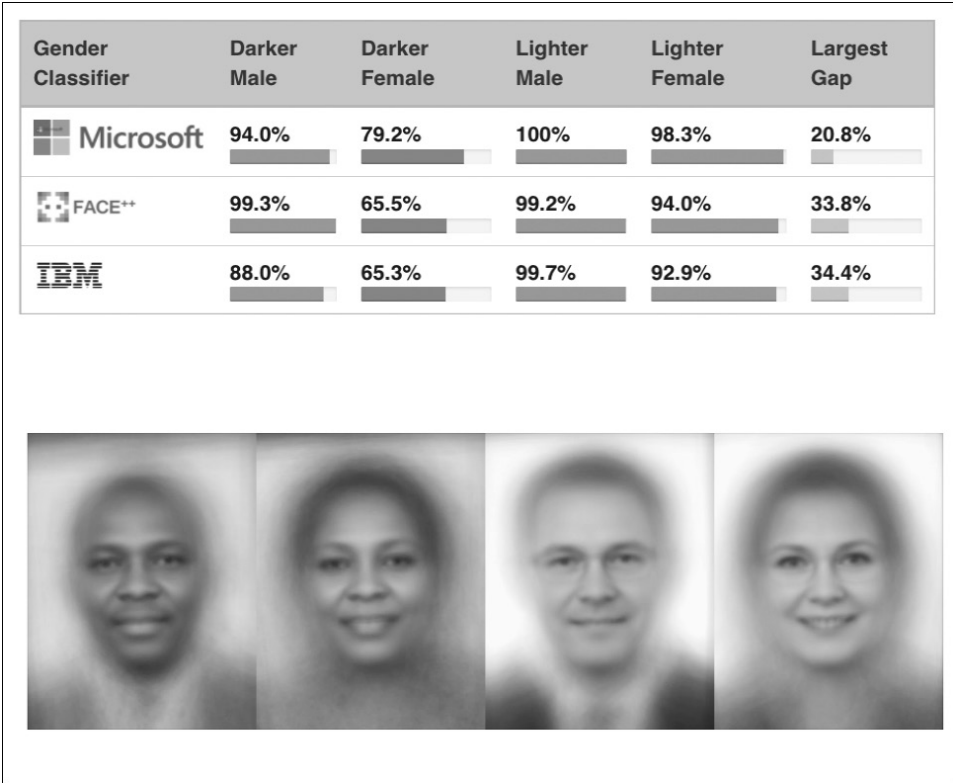 Gender Classifier Darker Male Darker Female Lighter Male Lighter Female Largest Gap
Microsoft 94.0% 79.2% 100% 98.3% 20.8%
FACE++ 99.3% 65.5% 99.2% 94.0% 33.8%
IBM 88.0% 65.3% 99.7% 92.9% 34.4%